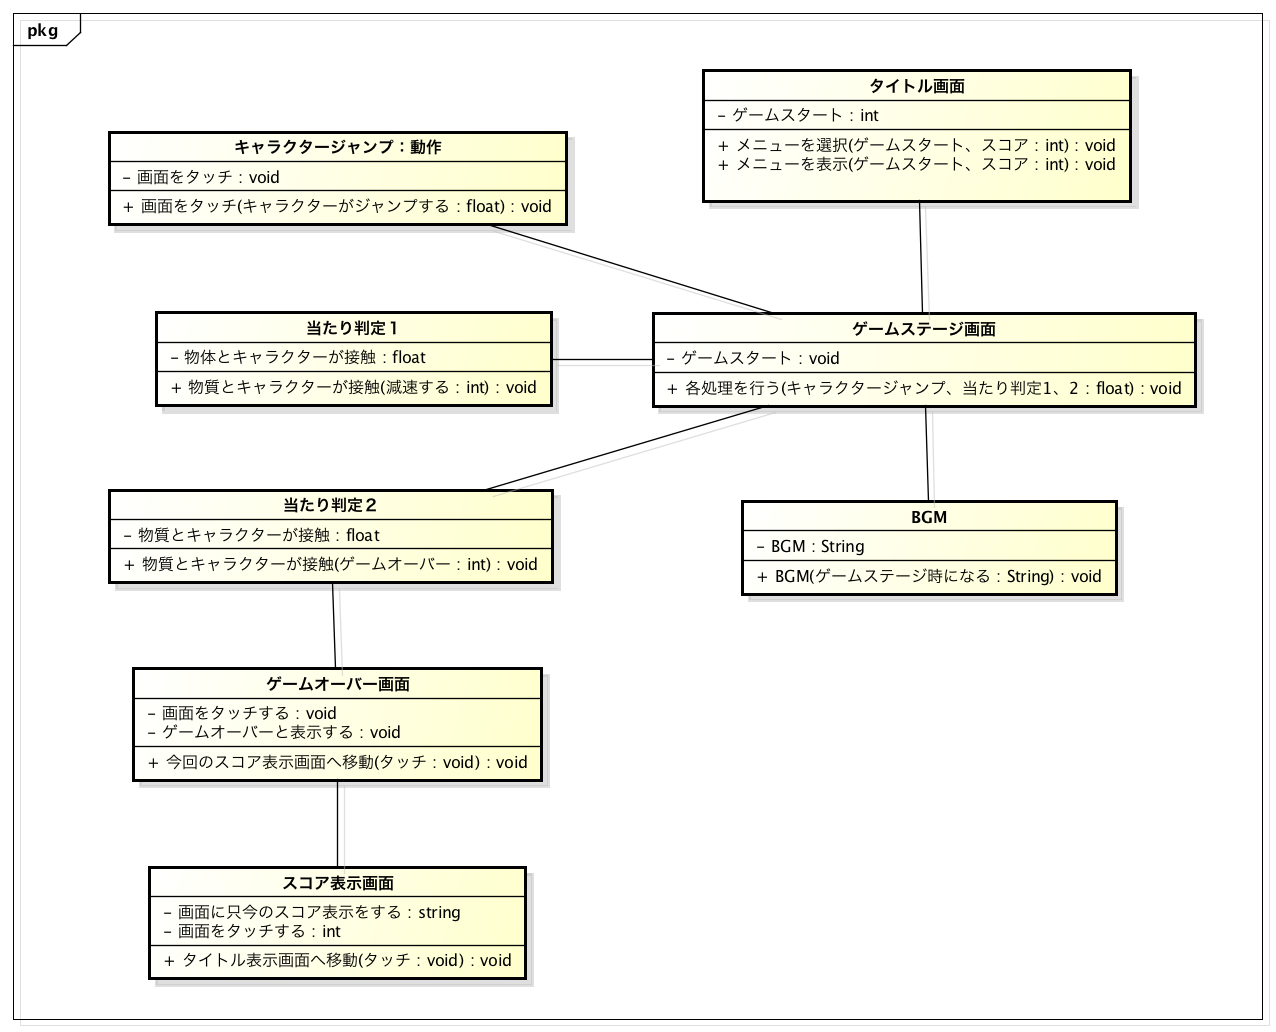 pkg
タイトル画面
– ゲームスタート : int
+ メニューを選択(ゲームスタート、スコア : int) : void
+ メニューを表示(ゲームスタート、スコア : int) : void
キャラクタージャンプ：動作
– 画面をタッチ : void
+ 画面をタッチ(キャラクターがジャンプする : float) : void
当たり判定１
– 物体とキャラクターが接触 : float
+ 物質とキャラクターが接触(減速する : int) : void
ゲームステージ画面
– ゲームスタート : void
+ 各処理を行う(キャラクタージャンプ、当たり判定1、2 : float) : void
当たり判定２
– 物質とキャラクターが接触 : float
+ 物質とキャラクターが接触(ゲームオーバー : int) : void
BGM
– BGM : String
+ BGM(ゲームステージ時になる : String) : void
ゲームオーバー画面
– 画面をタッチする : void
– ゲームオーバーと表示する : void
+ 今回のスコア表示画面へ移動(タッチ : void) : void
スコア表示画面
– 画面に只今のスコア表示をする : string
– 画面をタッチする : int
+ タイトル表示画面へ移動(タッチ : void) : void